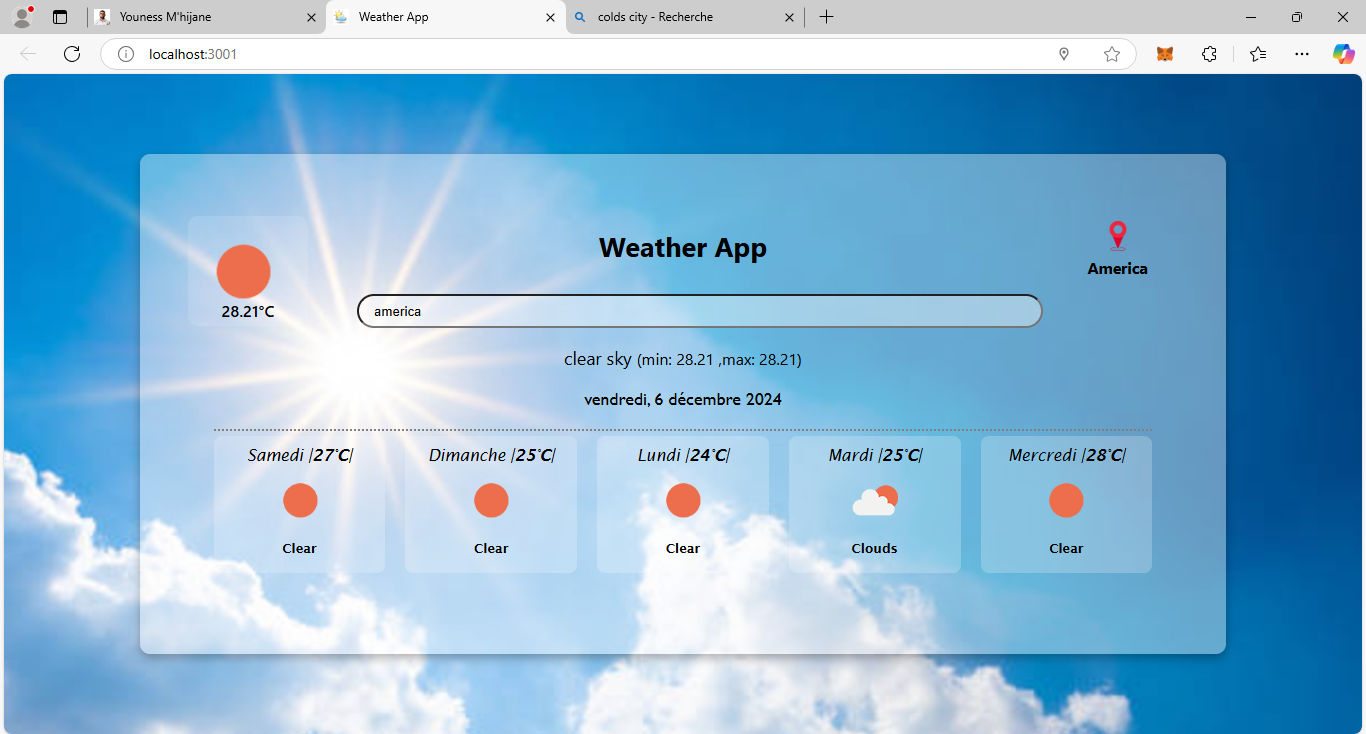 Youness M'hijane
Weather App
colds city - Recherche
localhost:3001
Weather App
America
28.21°C
america
clear sky (min: 28.21 ,max: 28.21)
vendredi, 6 décembre 2024
Samedi |27°C|
Clear
Dimanche |25°C|
Clear
Lundi |24°C|
Clear
Mardi |25°C|
Clouds
Mercredi |28°C|
Clear